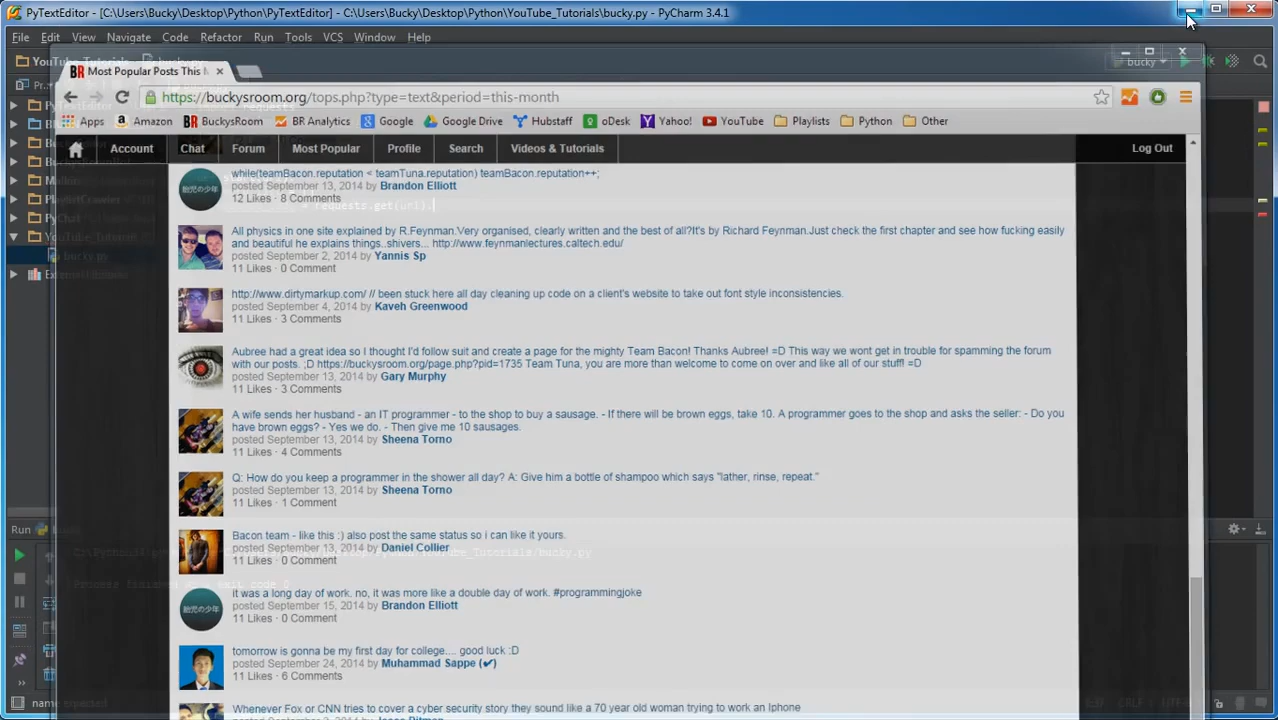 PyTextEditor - [C:\Users\Bucky\Desktop\Python\PyTextEditor] - C:\Users\Bucky\Desktop\Python\YouTube_Tutorials\bucky.py - PyCharm 3.4.1
File Edit View Navigate Code Refactor Run Tools VCS Window Help
bucky
BR Most Popular Posts This M
https://buckysroom.org/tops.php?type=text&period=this-month
Apps Amazon BR BuckysRoom BR Analytics Google Google Drive Hubstaff oDesk Yahoo! YouTube Playlists Python Other
Account Chat Forum Most Popular Profile Search Videos & Tutorials Log Out
while(teamBacon.reputation < teamTuna.reputation) teamBacon.reputation++;
posted September 13, 2014 by Brandon Elliott
12 Likes · 8 Comments
requests.get(url).
All physics in one site explained by R.Feynman.Very organised, clearly written and the best of all?It's by Richard Feynman.Just check the first chapter and see how fucking easily
and beautiful he explains things..shivers... http://www.feynmanlectures.caltech.edu/
posted September 2, 2014 by Yannis Sp
11 Likes · 0 Comment
http://www.dirtymarkup.com/ // been stuck here all day cleaning up code on a client's website to take out font style inconsistencies.
posted September 4, 2014 by Kaveh Greenwood
11 Likes · 3 Comments
Aubree had a great idea so I thought I'd follow suit and create a page for the mighty Team Bacon! Thanks Aubree! =D This way we wont get in trouble for spamming the forum
with our posts. ;D https://buckysroom.org/page.php?pid=1735 Team Tuna, you are more than welcome to come on over and like all of our stuff! =D
posted September 13, 2014 by Gary Murphy
11 Likes · 3 Comments
A wife sends her husband - an IT programmer - to the shop to buy a sausage. - If there will be brown eggs, take 10. A programmer goes to the shop and asks the seller: - Do you
have brown eggs? - Yes we do. - Then give me 10 sausages.
posted September 13, 2014 by Sheena Torno
11 Likes · 4 Comments
Q: How do you keep a programmer in the shower all day? A: Give him a bottle of shampoo which says "lather, rinse, repeat."
posted September 13, 2014 by Sheena Torno
11 Likes · 1 Comment
Bacon team - like this :) also post the same status so i can like it yours.
posted September 13, 2014 by Daniel Collier
11 Likes · 0 Comment
it was a long day of work. no, it was more like a double day of work. #programmingjoke
posted September 15, 2014 by Brandon Elliott
11 Likes · 0 Comment
tomorrow is gonna be my first day for college.... good luck :D
posted September 24, 2014 by Muhammad Sappe (✔)
11 Likes · 6 Comments
Whenever Fox or CNN tries to cover a cyber security story they sound like a 70 year old woman trying to work an Iphone
Run
name expected